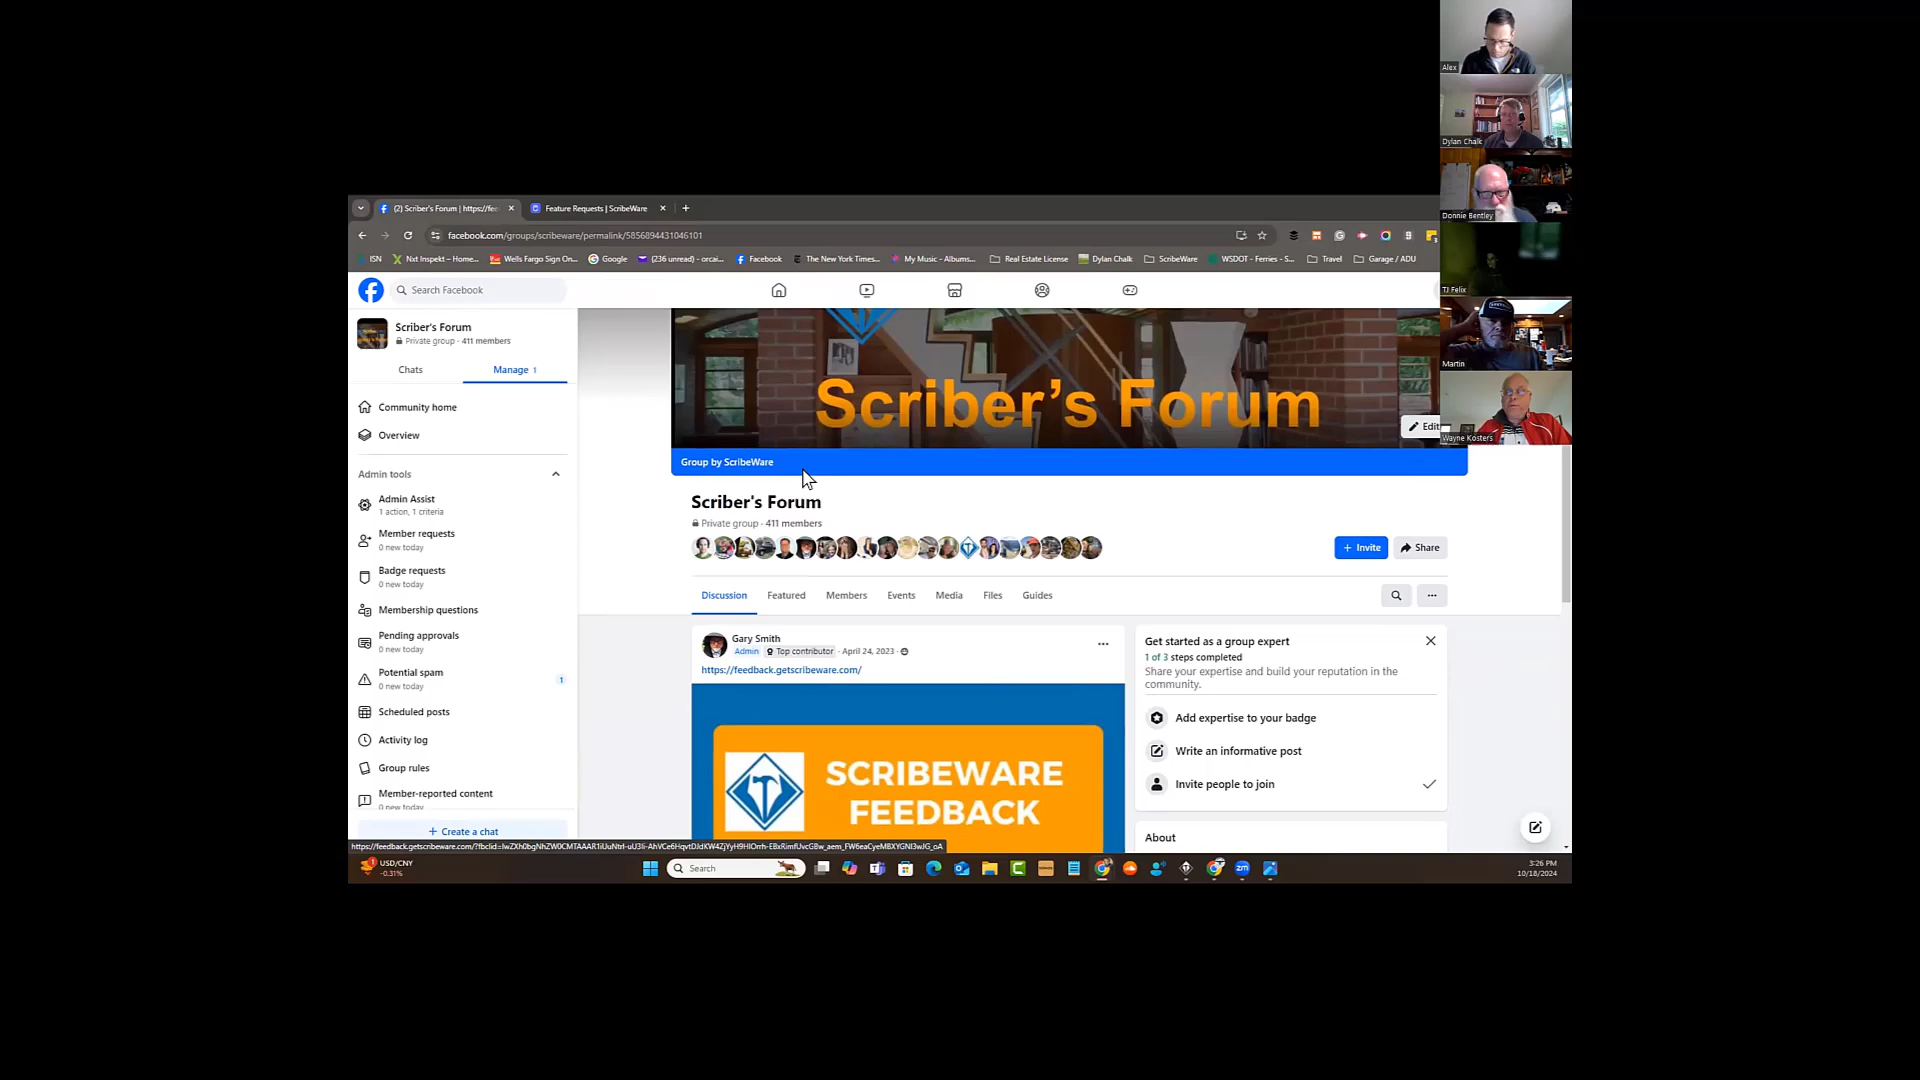 Alex
Dylan Chalk
Donnie Bentley
TJ Felix
Martin
Wayne Kosters
(2) Scriber's Forum | https://fee
Feature Requests | ScribeWare
facebook.com/groups/scribeware/permalink/5856894431046101
ISN
Nxt Inspekt – Home...
Wells Fargo Sign On...
Google
(236 unread) - orcai...
Facebook
The New York Times...
My Music - Albums...
Real Estate License
Dylan Chalk
ScribeWare
WSDOT - Ferries - S...
Travel
Garage / ADU
Search Facebook
Scriber's Forum
Private group · 411 members
Chats
Manage 1
Community home
Overview
Admin tools
Admin Assist
1 action, 1 criteria
Member requests
0 new today
Badge requests
0 new today
Membership questions
Pending approvals
0 new today
Potential spam
0 new today
1
Scheduled posts
Activity log
Group rules
Member-reported content
0 new today
+ Create a chat
Scriber's Forum
Edit
Group by ScribeWare
Scriber's Forum
Private group · 411 members
+ Invite
Share
Discussion
Featured
Members
Events
Media
Files
Guides
Gary Smith
Admin Top contributor · April 24, 2023 ·
https://feedback.getscribeware.com/
SCRIBEWARE
FEEDBACK
Get started as a group expert
1 of 3 steps completed
Share your expertise and build your reputation in the
community.
Add expertise to your badge
Write an informative post
Invite people to join
About
USD/CNY
-0.31%
Search
3:26 PM
10/18/2024